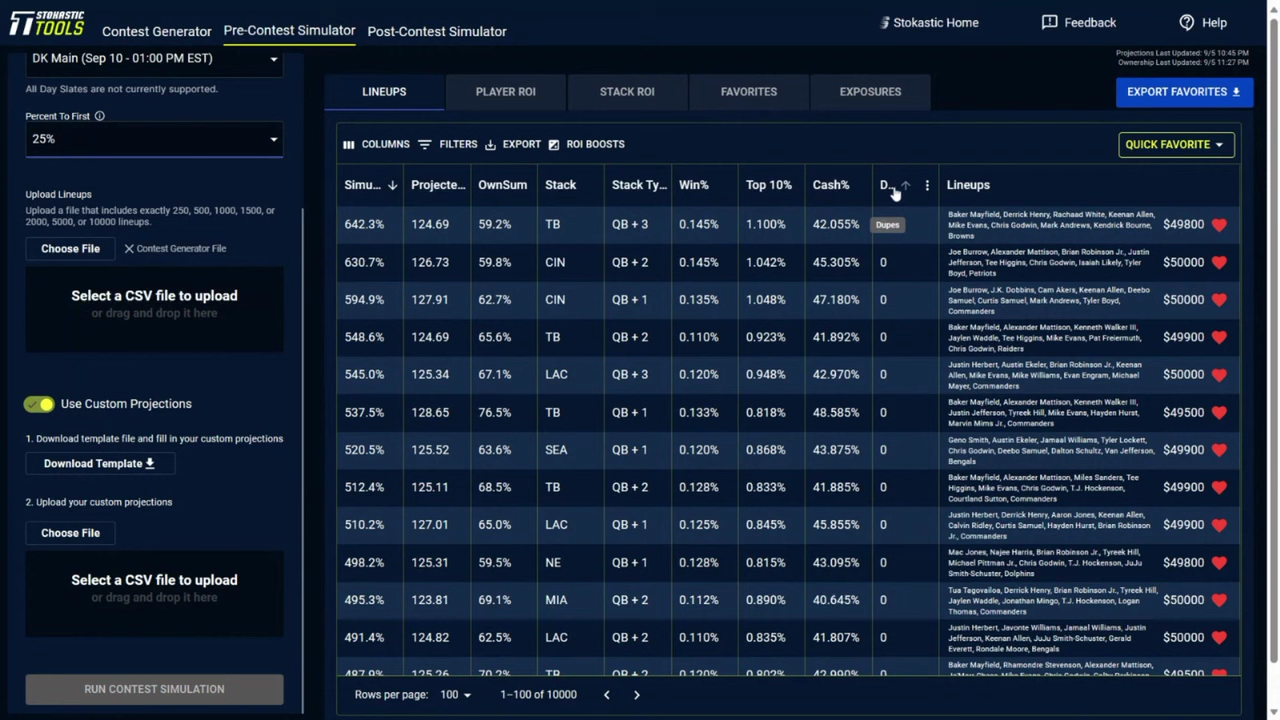 STOKASTIC
TOOLS
Contest Generator
Pre-Contest Simulator
Post-Contest Simulator
Stokastic Home
Feedback
Help
DK Main (Sep 10 - 01:00 PM EST)
All Day Slates are not currently supported.
Percent To First
25%
Upload Lineups
Upload a file that includes exactly 250, 500, 1000, 1500, or
2000, 5000, or 10000 lineups.
Choose File
Contest Generator File
Select a CSV file to upload
or drag and drop it here
Use Custom Projections
1. Download template file and fill in your custom projections
Download Template
2. Upload your custom projections
Choose File
Select a CSV file to upload
or drag and drop it here
RUN CONTEST SIMULATION
Projections Last Updated: 9/5 10:45 PM
Ownership Last Updated: 9/5 11:27 PM
LINEUPS
PLAYER ROI
STACK ROI
FAVORITES
EXPOSURES
EXPORT FAVORITES
COLUMNS
FILTERS
EXPORT
ROI BOOSTS
QUICK FAVORITE
Simu... Projecte... OwnSum Stack Stack Ty... Win% Top 10% Cash% D... Lineups
Dupes
642.3% 124.69 59.2% TB QB + 3 0.145% 1.100% 42.055%
Baker Mayfield, Derrick Henry, Rachaad White, Keenan Allen,
Mike Evans, Chris Godwin, Mark Andrews, Kendrick Bourne,
Browns
$49800
630.7% 126.73 59.8% CIN QB + 2 0.145% 1.042% 45.305% 0
Joe Burrow, Alexander Mattison, Brian Robinson Jr., Justin
Jefferson, Tee Higgins, Chris Godwin, Isaiah Likely, Tyler
Boyd, Patriots
$50000
594.9% 127.91 62.7% CIN QB + 1 0.135% 1.048% 47.180% 0
Joe Burrow, J.K. Dobbins, Cam Akers, Keenan Allen, Deebo
Samuel, Curtis Samuel, Mark Andrews, Tyler Boyd,
Commanders
$50000
548.6% 124.69 65.6% TB QB + 2 0.110% 0.923% 41.892% 0
Baker Mayfield, Alexander Mattison, Kenneth Walker III,
Jaylen Waddle, Tee Higgins, Mike Evans, Pat Freiermuth,
Chris Godwin, Raiders
$49900
545.0% 125.34 67.1% LAC QB + 3 0.120% 0.948% 42.970% 0
Justin Herbert, Austin Ekeler, Brian Robinson Jr., Keenan
Allen, Mike Evans, Mike Williams, Evan Engram, Michael
Mayer, Commanders
$50000
537.5% 128.65 76.5% TB QB + 1 0.133% 0.818% 48.585% 0
Baker Mayfield, Alexander Mattison, Kenneth Walker III,
Justin Jefferson, Tyreek Hill, Mike Evans, Hayden Hurst,
Marvin Mims Jr., Commanders
$49500
520.5% 125.52 63.6% SEA QB + 1 0.120% 0.868% 43.875% 0
Geno Smith, Austin Ekeler, Jamaal Williams, Tyler Lockett,
Chris Godwin, Deebo Samuel, Dalton Schultz, Van Jefferson,
Bengals
$49900
512.4% 125.11 68.5% TB QB + 2 0.128% 0.833% 41.885% 0
Baker Mayfield, Alexander Mattison, Miles Sanders, Tee
Higgins, Mike Evans, Chris Godwin, T.J. Hockenson,
Courtland Sutton, Commanders
$49900
510.2% 127.01 65.0% LAC QB + 1 0.125% 0.845% 45.855% 0
Justin Herbert, Derrick Henry, Aaron Jones, Keenan Allen,
Calvin Ridley, Curtis Samuel, Hayden Hurst, Brian Robinson
Jr., Commanders
$49900
498.2% 125.31 59.5% NE QB + 1 0.128% 0.815% 43.095% 0
Mac Jones, Najee Harris, Brian Robinson Jr., Tyreek Hill,
Michael Pittman Jr., Chris Godwin, T.J. Hockenson, JuJu
Smith-Schuster, Dolphins
$49800
495.3% 123.81 69.1% MIA QB + 2 0.112% 0.890% 40.645% 0
Tua Tagovailoa, Derrick Henry, Brian Robinson Jr., Tyreek Hill,
Jaylen Waddle, Jonathan Mingo, T.J. Hockenson, Logan
Thomas, Commanders
$50000
491.4% 124.82 62.5% LAC QB + 2 0.110% 0.835% 41.807% 0
Justin Herbert, Javonte Williams, Jamaal Williams, Justin
Jefferson, Keenan Allen, JuJu Smith-Schuster, Gerald
Everett, Rondale Moore, Bengals
$50000
487.9% 125.26 70.2% TB QB + 2 0.110% 0.802% 42.990% 0
Baker Mayfield, Rhamondre Stevenson, Alexander Mattison,
$49500
Rows per page: 100 1–100 of 10000